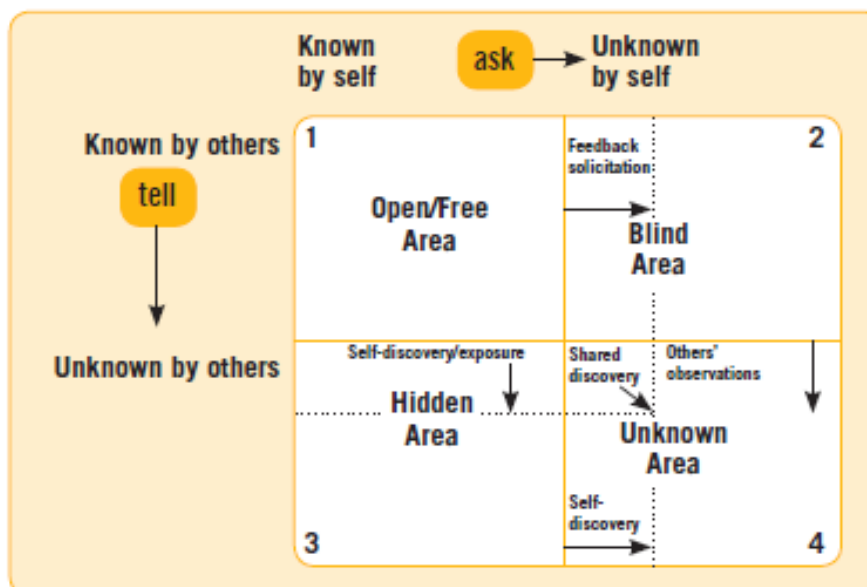 Known
by self
ask
Unknown
by self
Known by others
tell
Unknown by others
1
Open/Free
Area
2
Feedback
solicitation
Blind
Area
Self-discovery/exposure
Hidden
Area
3
Shared
discovery
Others'
observations
Unknown
Area
Self-
discovery
4